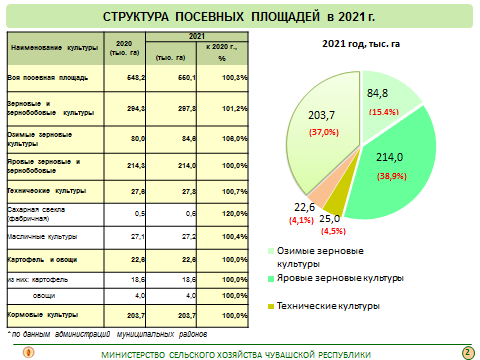 СТРУКТУРА ПОСЕВНЫХ ПЛОЩАДЕЙ в 2021 г.
Наименование культуры
2020
(тыс. га)
2021
(тыс. га)
к 2020 г.,
%
Вся посевная площадь 548,2 550,1 100,3%
Зерновые и
зернобобовые культуры 294,3 297,8 101,2%
Озимые зерновые
культуры 80,0 84,6 106,0%
Яровые зерновые и
зернобобовые 214,3 214,0 100,0%
Технические культуры 27,6 27,8 100,7%
Сахарная свекла
(фабричная) 0,5 0,6 120,0%
Масличные культуры 27,1 27,2 100,4%
Картофель и овощи 22,6 22,6 100,0%
из них: картофель 18,6 18,6 100,0%
овощи 4,0 4,0 100,0%
Кормовые культуры 203,7 203,7 100,0%
* по данным администраций муниципальных районов
2021 год, тыс. га
84,8
(15.4%)
214,0
(38,9%)
25,0
(4,5%)
22,6
(4,1%)
203,7
(37,0%)
Озимые зерновые
культуры
Яровые зерновые культуры
Технические культуры
МИНИСТЕРСТВО СЕЛЬСКОГО ХОЗЯЙСТВА ЧУВАШСКОЙ РЕСПУБЛИКИ
2